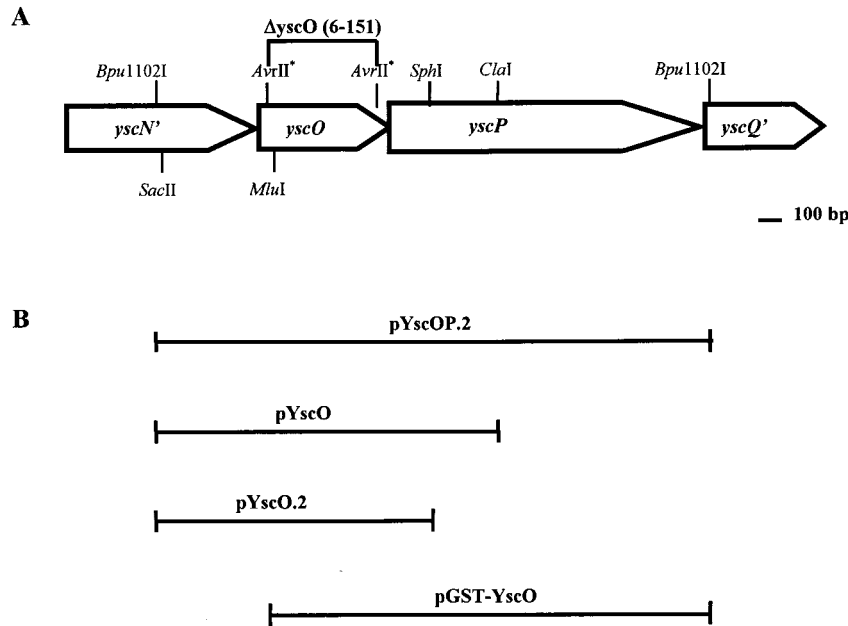 A
ΔyscO (6-151)
Bpu1102I AvrII* AvrII* SphI ClaI Bpu1102I
yscN' yscO yscP yscQ'
SacII MluI
100 bp
B
pYscOP.2
pYscO
pYscO.2
pGST-YscO